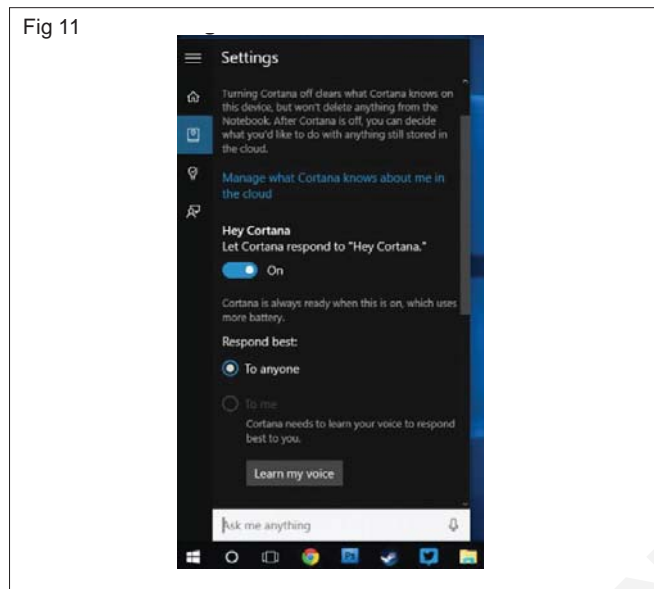 Fig 11
Settings
Turning Cortana off clears what Cortana knows on
this device, but won't delete anything from the
Notebook. After Cortana is off, you can decide
what you'd like to do with anything still stored in
the cloud.
Manage what Cortana knows about me in
the cloud
Hey Cortana
Let Cortana respond to "Hey Cortana."
On
Cortana is always ready when this is on, which uses
more battery.
Respond best:
To anyone
To me
Cortana needs to learn your voice to respond
best to you.
Learn my voice
Ask me anything
Ps